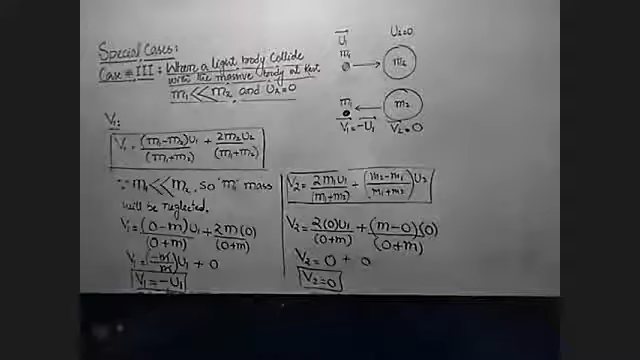 Special Cases:
Case # III: When a light body collide
with the massive body at rest
m₁<<m₂ and U₂=0
U₁
U₂=0
m₁
m₂
m₁
m₂
V₁=-U₁
V₂=0
V₁:
V₁=(m₁-m₂)U₁/(m₁+m₂)+2m₂U₂/(m₁+m₂)
∵ m₁<<m₂, so 'm₁' mass
will be neglected.
V₁=(0-m)U₁/(0+m)+2m(0)/(0+m)
V₁=(-m/m)U₁+0
V₁=-U₁
V₂=2m₁U₁/(m₁+m₂)+(m₂-m₁/m₁+m₂)U₂
V₂=2(0)U₁/(0+m)+(m-0)(0)/(0+m)
V₂=0+0
V₂=0